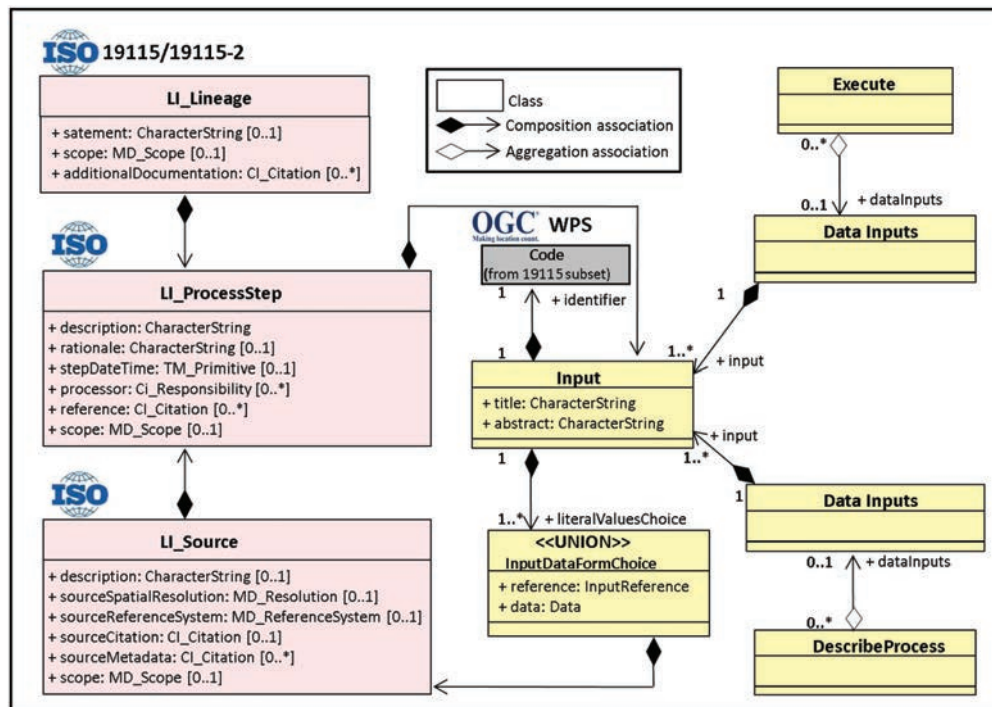 ISO 19115/19115-2
LI_Lineage
+ satement: CharacterString [0..1]
+ scope: MD_Scope [0..1]
+ additionalDocumentation: CI_Citation [0..*]
Class
Composition association
Aggregation association
Execute
0..*
0..1
+ dataInputs
Data Inputs
1
1..*
+ input
ISO
LI_ProcessStep
+ description: CharacterString
+ rationale: CharacterString [0..1]
+ stepDateTime: TM_Primitive [0..1]
+ processor: Ci_Responsibility [0..*]
+ reference: CI_Citation [0..*]
+ scope: MD_Scope [0..1]
OGC® WPS
Making location count.
Code
(from 19115 subset)
1
+ identifier
1
Input
+ title: CharacterString
+ abstract: CharacterString
1
+ input
1..*
1
Data Inputs
ISO
LI_Source
+ description: CharacterString [0..1]
+ sourceSpatialResolution: MD_Resolution [0..1]
+ sourceReferenceSystem: MD_ReferenceSystem [0..1]
+ sourceCitation: CI_Citation [0..1]
+ sourceMetadata: CI_Citation [0..*]
+ scope: MD_Scope [0..1]
1..*
+ literalValuesChoice
<<UNION>>
InputDataFormChoice
+ reference: InputReference
+ data: Data
0..1
+ dataInputs
0..*
DescribeProcess